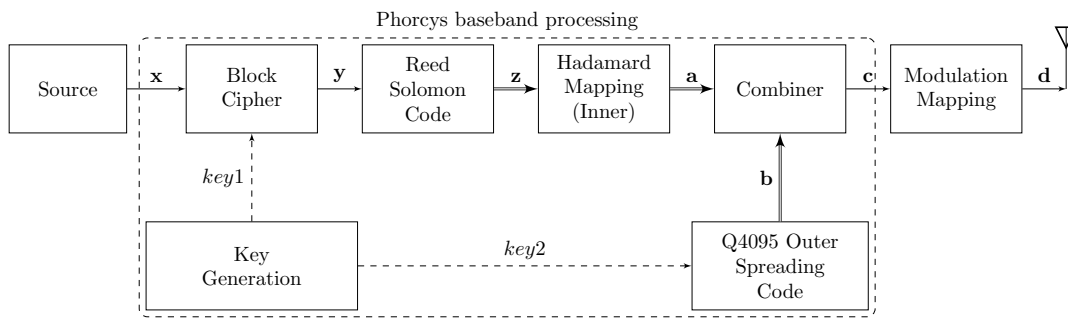 Phorcys baseband processing
Source
x
Block
Cipher
y
Reed
Solomon
Code
z
Hadamard
Mapping
(Inner)
a
Combiner
c
Modulation
Mapping
d
key1
b
Key
Generation
key2
Q4095 Outer
Spreading
Code